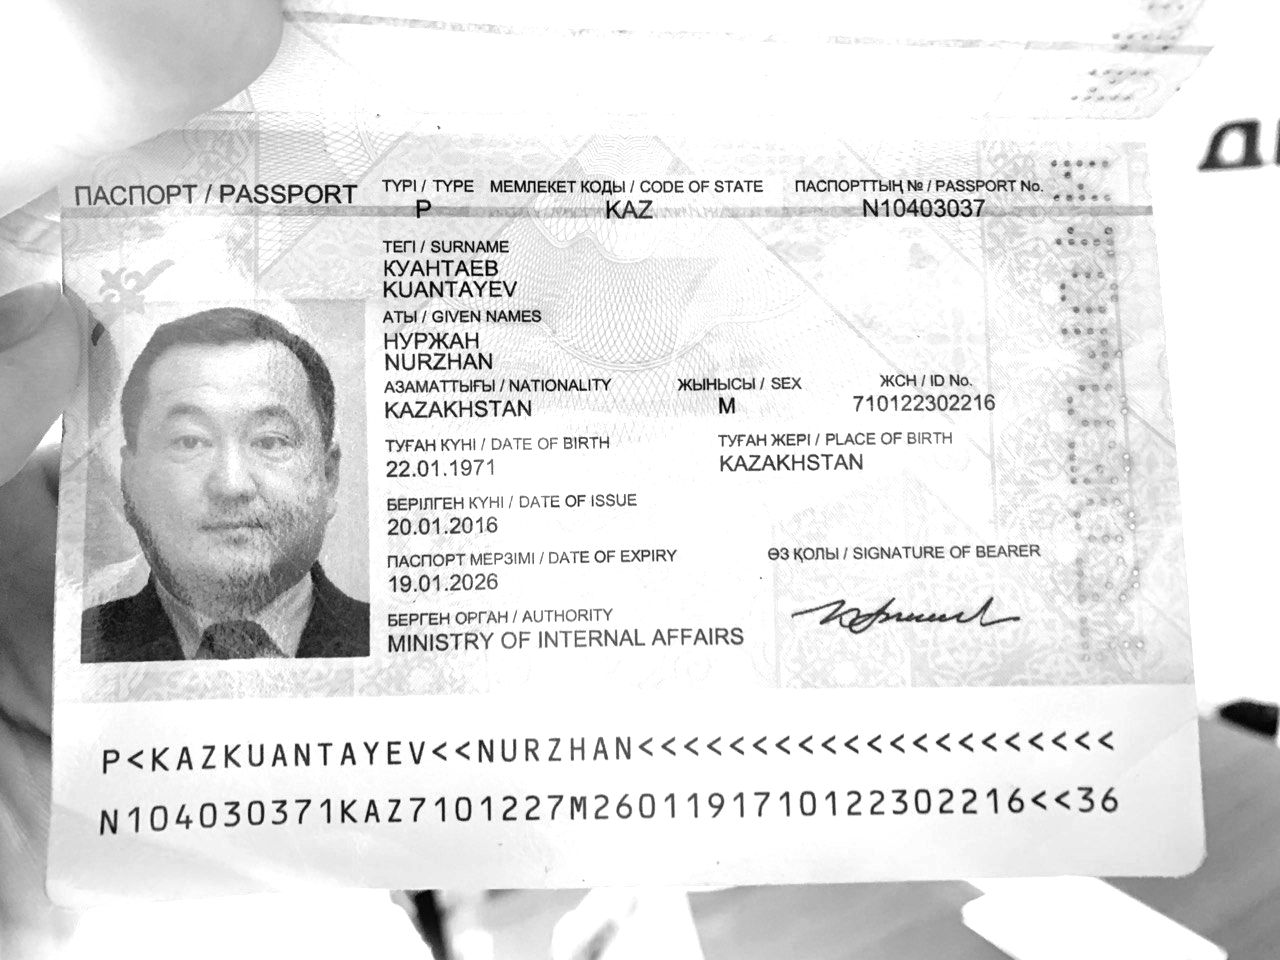 ПАСПОРТ / PASSPORT
ТҮРІ / TYPE МЕМЛЕКЕТ КОДЫ / CODE OF STATE ПАСПОРТТЫҢ № / PASSPORT No.
P KAZ N10403037
ТЕГІ / SURNAME
КУАНТАЕВ
KUANTAYEV
АТЫ / GIVEN NAMES
НУРЖАН
NURZHAN
АЗАМАТТЫҒЫ / NATIONALITY ЖЫНЫСЫ / SEX ЖСН / ID No.
KAZAKHSTAN M 710122302216
ТУҒАН КҮНІ / DATE OF BIRTH ТУҒАН ЖЕРІ / PLACE OF BIRTH
22.01.1971 KAZAKHSTAN
БЕРІЛГЕН КҮНІ / DATE OF ISSUE
20.01.2016
ПАСПОРТ МЕРЗІМІ / DATE OF EXPIRY ӨЗ ҚОЛЫ / SIGNATURE OF BEARER
19.01.2026
БЕРГЕН ОРГАН / AUTHORITY
MINISTRY OF INTERNAL AFFAIRS
P<KAZKUANTAYEV<<NURZHAN<<<<<<<<<<<<<<<<<<<<<
N104030371KAZ7101227M2601191710122302216<<36